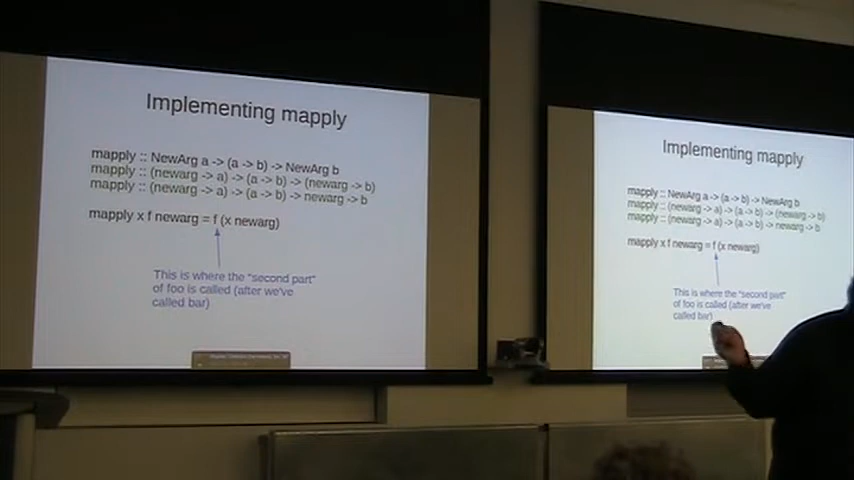 Implementing mapply
mapply :: NewArg a -> (a -> b) -> NewArg b
mapply :: (newarg -> a) -> (a -> b) -> (newarg -> b)
mapply :: (newarg -> a) -> (a -> b) -> newarg -> b
mapply x f newarg = f (x newarg)
This is where the "second part"
of foo is called (after we've
called bar)
Implementing mapply
mapply :: NewArg a -> (a -> b) -> NewArg b
mapply :: (newarg -> a) -> (a -> b) -> (newarg -> b)
mapply :: (newarg -> a) -> (a -> b) -> newarg -> b
mapply x f newarg = f (x newarg)
This is where the "second part"
of foo is called (after we've
called bar)